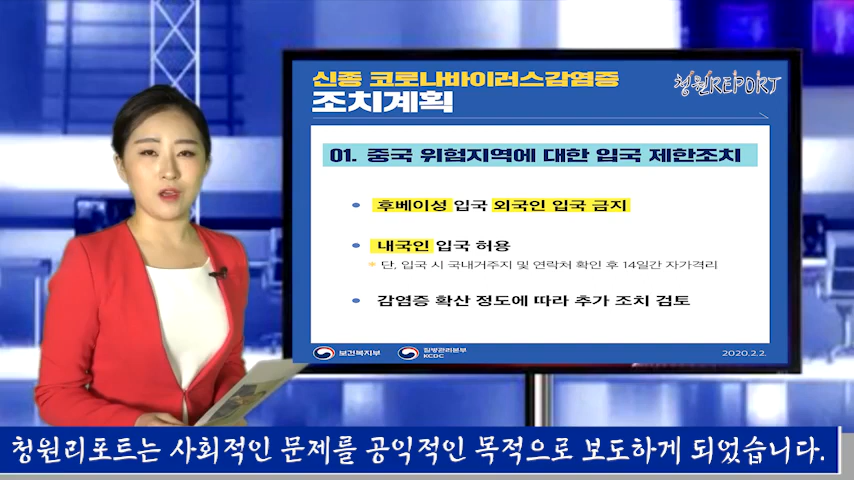 신종 코로나바이러스감염증
조치계획
청원REPORT
01. 중국 위험지역에 대한 입국 제한조치
후베이성 입국 외국인 입국 금지
내국인 입국 허용
단, 입국 시 국내거주지 및 연락처 확인 후 14일간 자가격리
감염증 확산 정도에 따라 추가 조치 검토
보건복지부
질병관리본부
KCDC
2020.2.2.
청원리포트는 사회적인 문제를 공익적인 목적으로 보도하게 되었습니다.